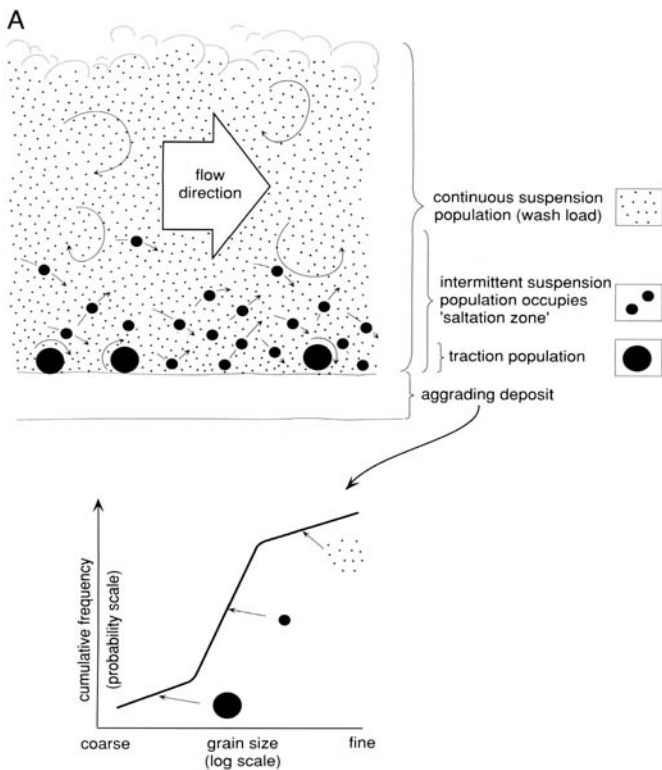 A
flow
direction
continuous suspension
population (wash load)
intermittent suspension
population occupies
'saltation zone'
traction population
aggrading deposit
cumulative frequency
(probability scale)
coarse
grain size
(log scale)
fine